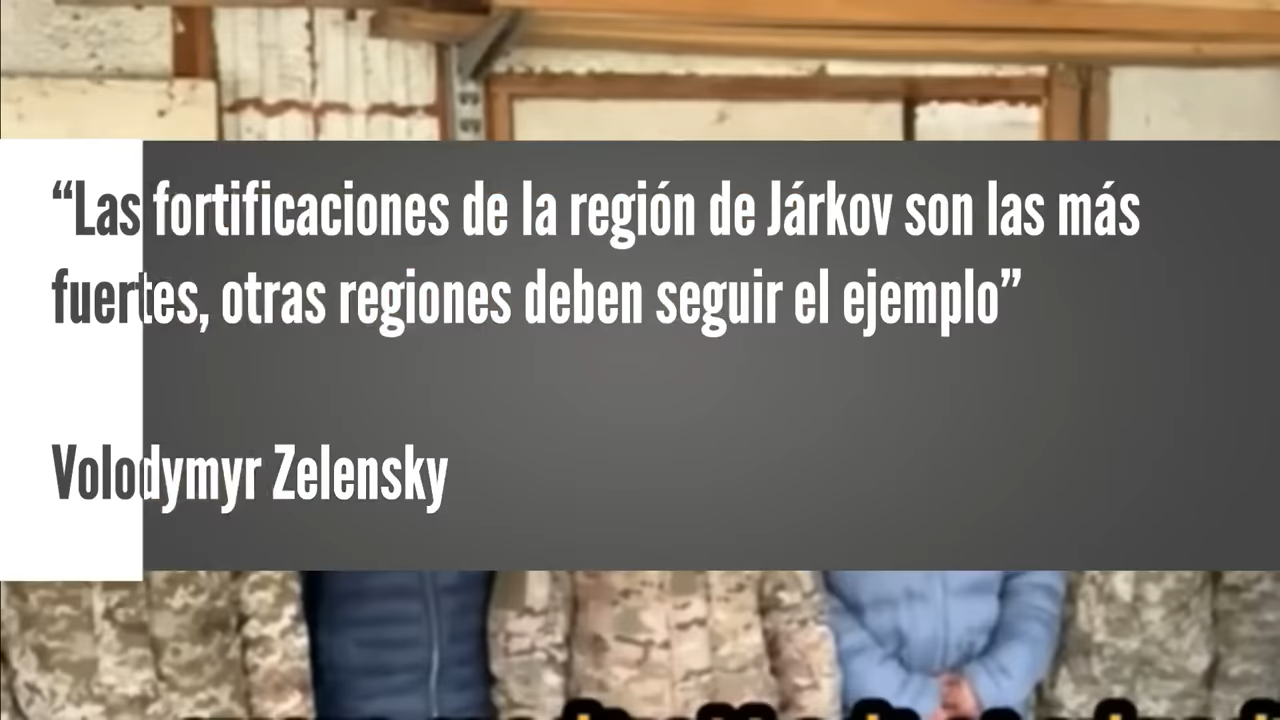 “Las fortificaciones de la región de Járkov son las más
fuertes, otras regiones deben seguir el ejemplo”
Volodymyr Zelensky